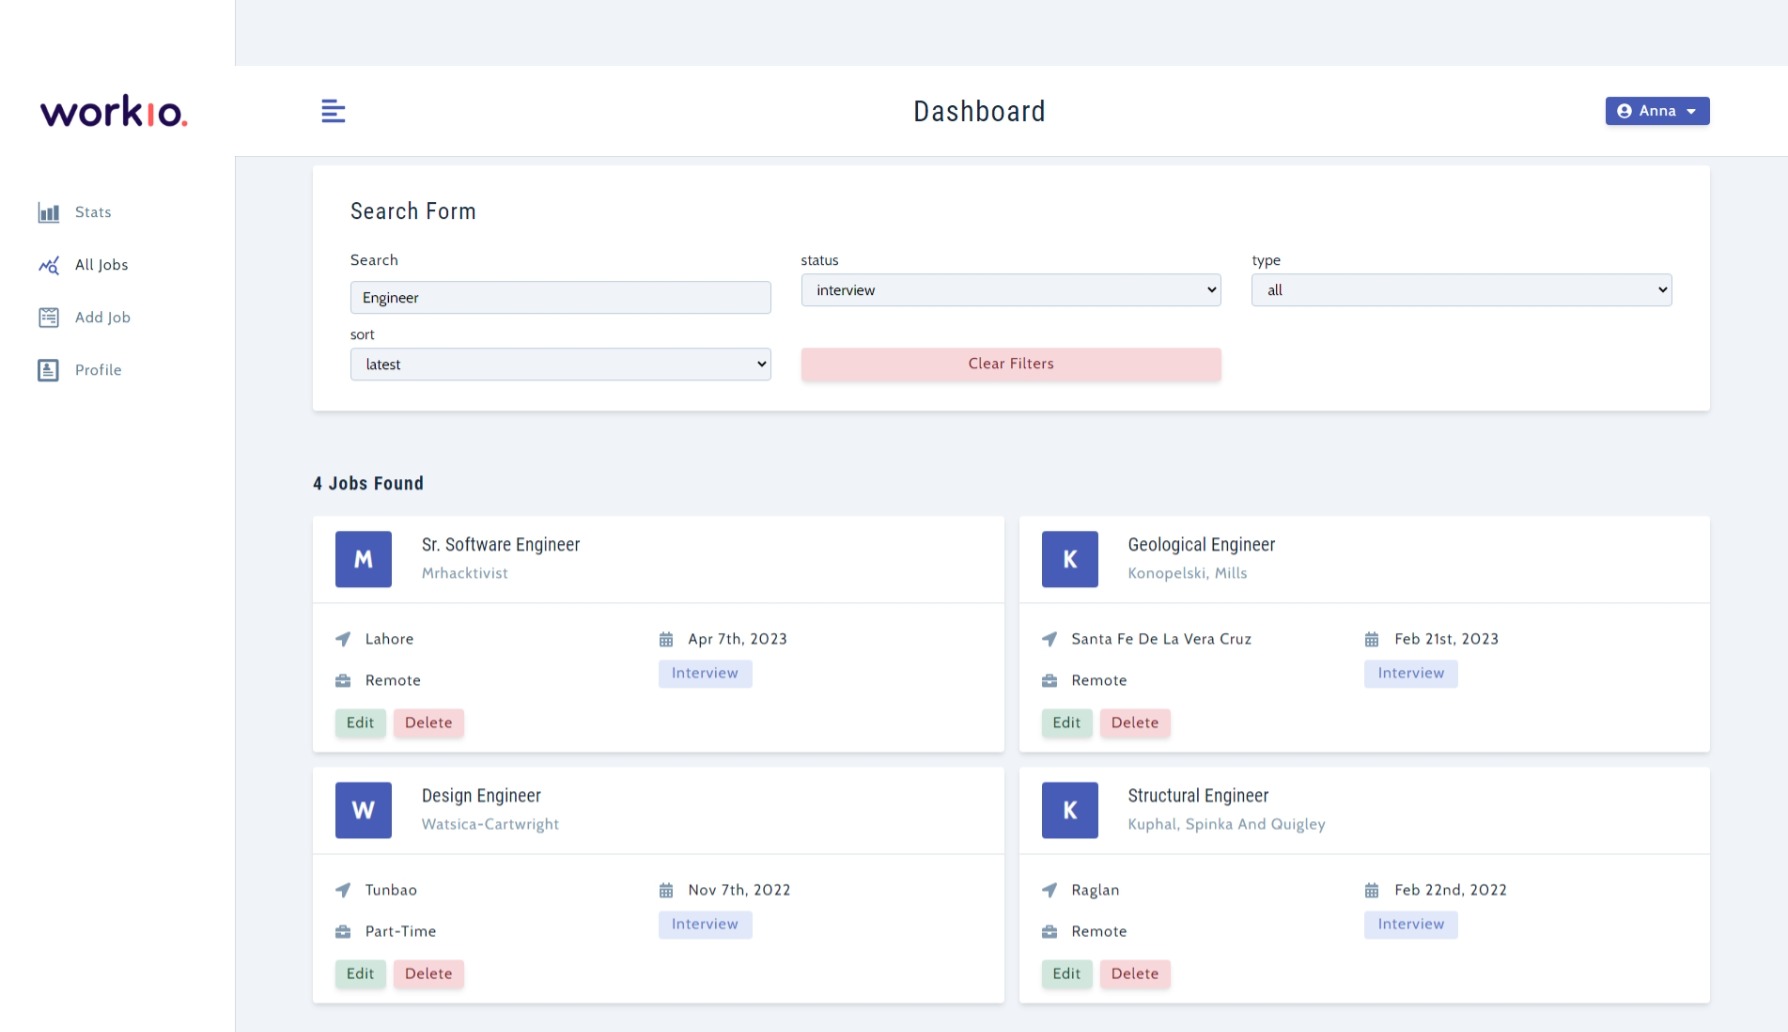 workio.
Dashboard
Anna
Stats
All Jobs
Add Job
Profile
Search Form
Search
status
type
Engineer
interview
all
sort
latest
Clear Filters
4 Jobs Found
M
Sr. Software Engineer
Mrhacktivist
Lahore
Apr 7th, 2023
Remote
Interview
Edit
Delete
K
Geological Engineer
Konopelski, Mills
Santa Fe De La Vera Cruz
Feb 21st, 2023
Remote
Interview
Edit
Delete
W
Design Engineer
Watsica-Cartwright
Tunbao
Nov 7th, 2022
Part-Time
Interview
Edit
Delete
K
Structural Engineer
Kuphal, Spinka And Quigley
Raglan
Feb 22nd, 2022
Remote
Interview
Edit
Delete